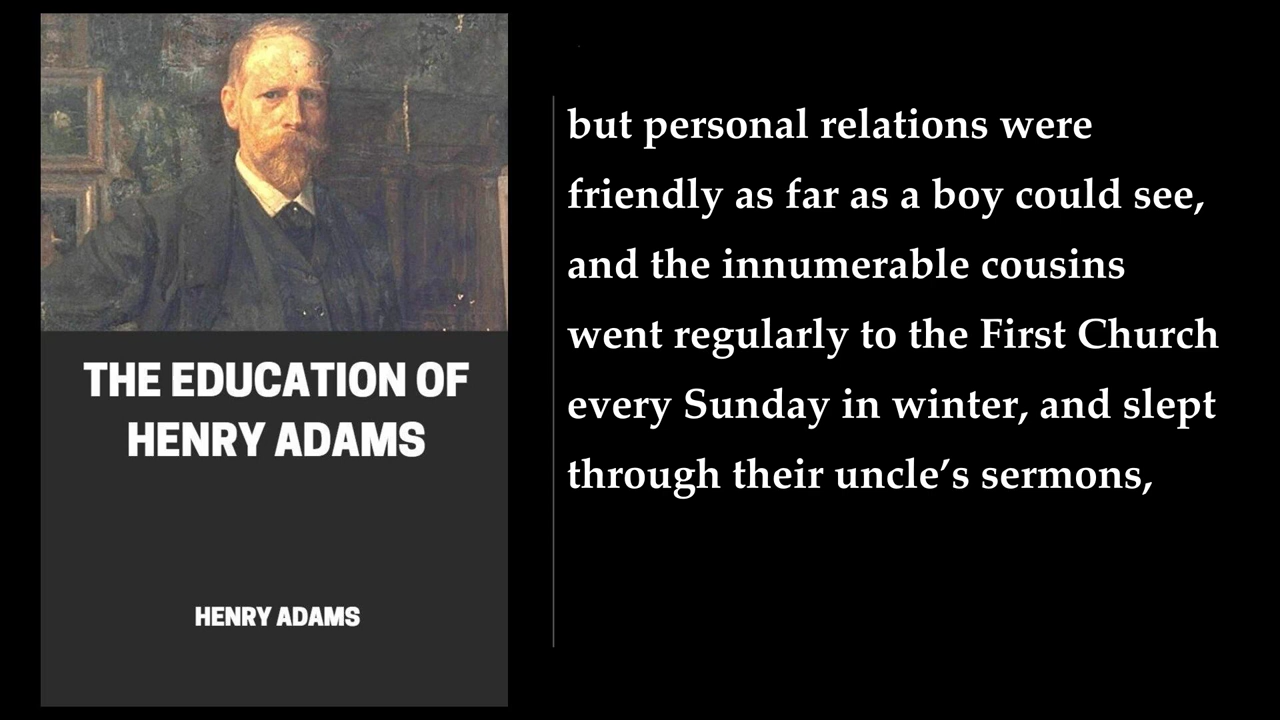 THE EDUCATION OF
HENRY ADAMS
HENRY ADAMS
but personal relations were
friendly as far as a boy could see,
and the innumerable cousins
went regularly to the First Church
every Sunday in winter, and slept
through their uncle’s sermons,